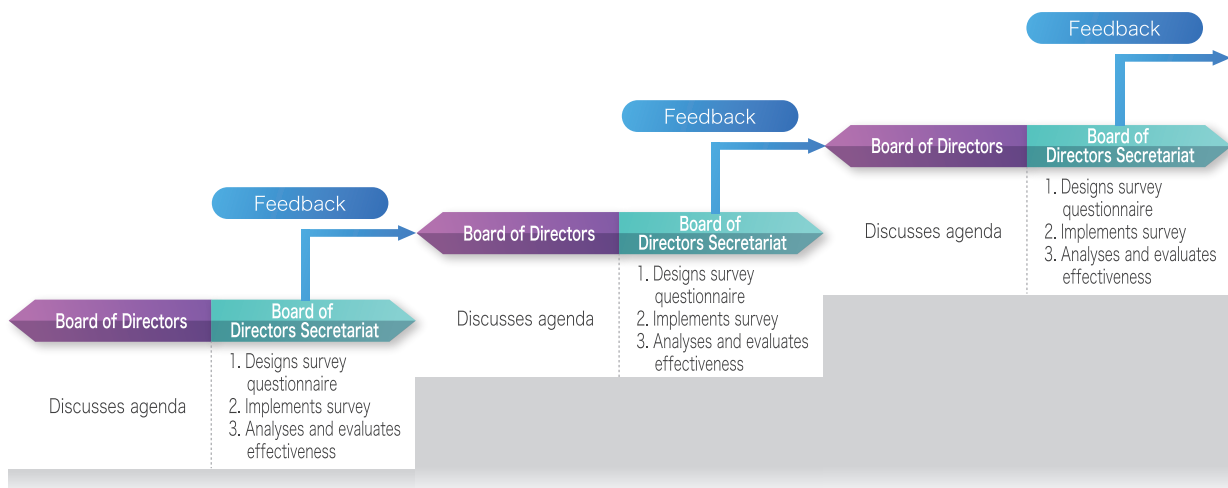 Feedback
Board of Directors
Board of
Directors Secretariat
Discusses agenda
1. Designs survey
questionnaire
2. Implements survey
3. Analyses and evaluates
effectiveness
Feedback
Board of Directors
Board of
Directors Secretariat
Discusses agenda
1. Designs survey
questionnaire
2. Implements survey
3. Analyses and evaluates
effectiveness
Feedback
Board of Directors
Board of
Directors Secretariat
Discusses agenda
1. Designs survey
questionnaire
2. Implements survey
3. Analyses and evaluates
effectiveness